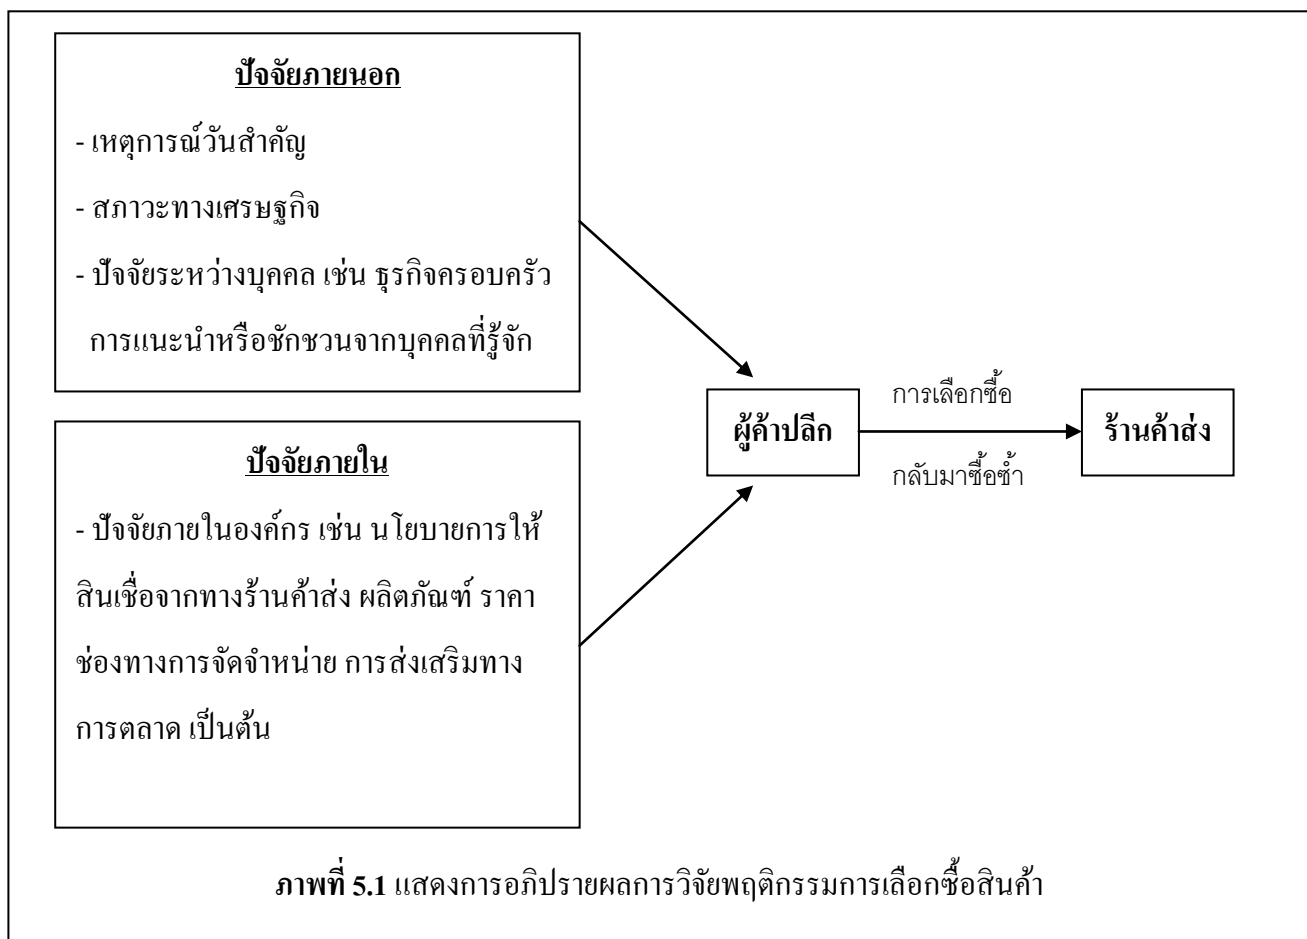 ปัจจัยภายนอก
- เหตุการณ์วันสำคัญ
- สภาวะทางเศรษฐกิจ
- ปัจจัยระหว่างบุคคล เช่น ธุรกิจครอบครัว
การแนะนำหรือชักชวนจากบุคคลที่รู้จัก
ปัจจัยภายใน
- ปัจจัยภายในองค์กร เช่น นโยบายการให้
สินเชื่อจากทางร้านค้าส่ง ผลิตภัณฑ์ ราคา
ช่องทางการจัดจำหน่าย การส่งเสริมทาง
การตลาด เป็นต้น
ผู้ค้าปลีก
การเลือกซื้อ
กลับมาซื้อซ้ำ
ร้านค้าส่ง
ภาพที่ 5.1 แสดงการอภิปรายผลการวิจัยพฤติกรรมการเลือกซื้อสินค้า